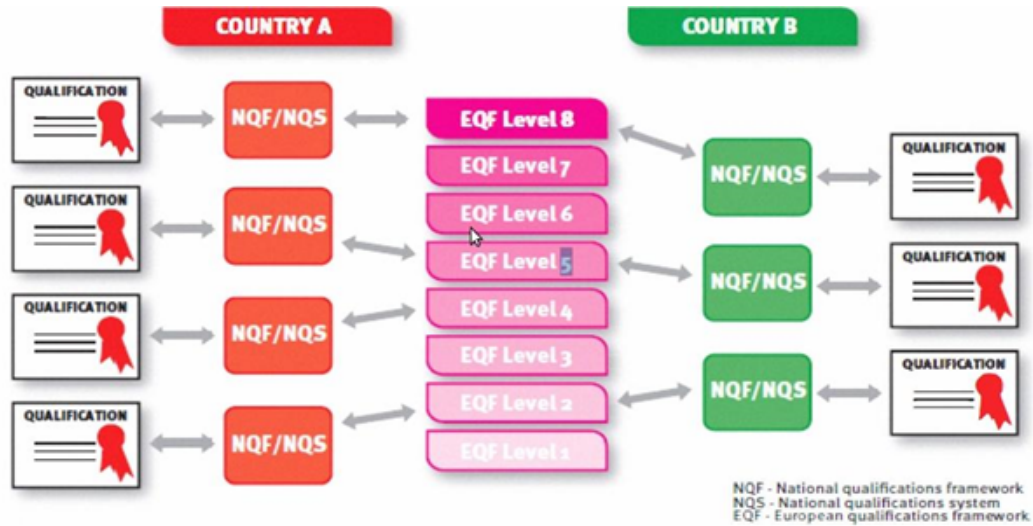 COUNTRY A
COUNTRY B
QUALIFICATION
NQF/NQS
QUALIFICATION
NQF/NQS
QUALIFICATION
NQF/NQS
QUALIFICATION
NQF/NQS
EQF Level 8
EQF Level 7
EQF Level 6
EQF Level 5
EQF Level 4
EQF Level 3
EQF Level 2
EQF Level 1
NQF/NQS
QUALIFICATION
NQF/NQS
QUALIFICATION
NQF/NQS
QUALIFICATION
NQF - National qualifications framework
NQS - National qualifications system
EQF - European qualifications framework